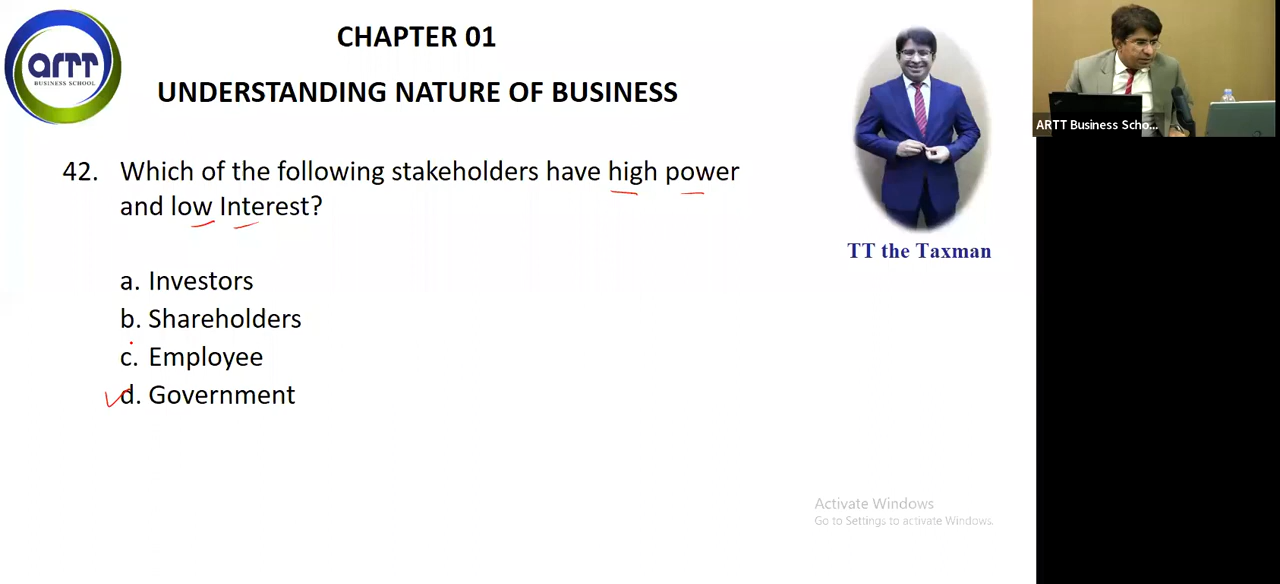 CHAPTER 01
UNDERSTANDING NATURE OF BUSINESS
artt
BUSINESS SCHOOL
42. Which of the following stakeholders have high power
and low Interest?
a. Investors
b. Shareholders
c. Employee
d. Government
TT the Taxman
ARTT Business Scho...
Activate Windows
Go to Settings to activate Windows.